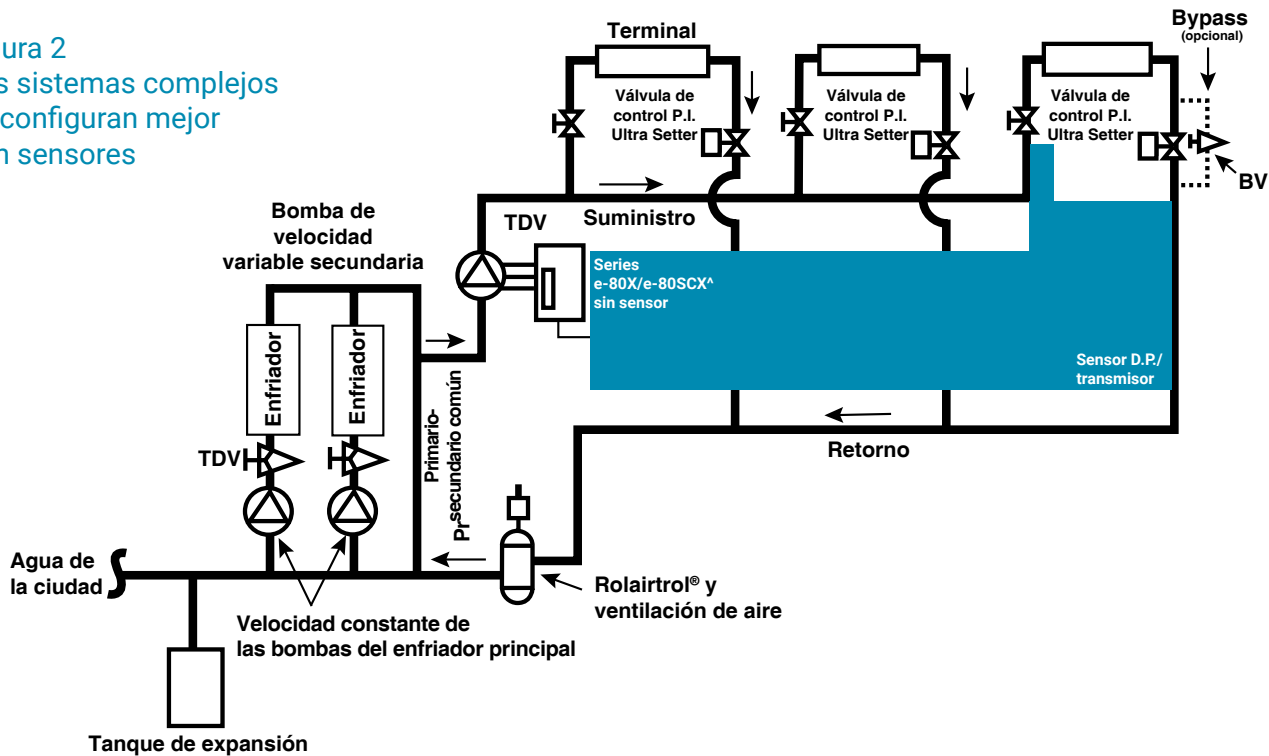 ura 2
s sistemas complejos
configuran mejor
n sensores
Terminal
Bypass
(opcional)
Válvula de
control P.I.
Ultra Setter
Válvula de
control P.I.
Ultra Setter
Válvula de
control P.I.
Ultra Setter
BV
Suministro
TDV
Bomba de
velocidad
variable secundaria
Series
e-80X/e-80SCX^
sin sensor
Sensor D.P./
transmisor
Enfriador
Enfriador
TDV
Primario-
Pr secundario común
Retorno
Agua de
la ciudad
Rolairtrol® y
ventilación de aire
Velocidad constante de
las bombas del enfriador principal
Tanque de expansión